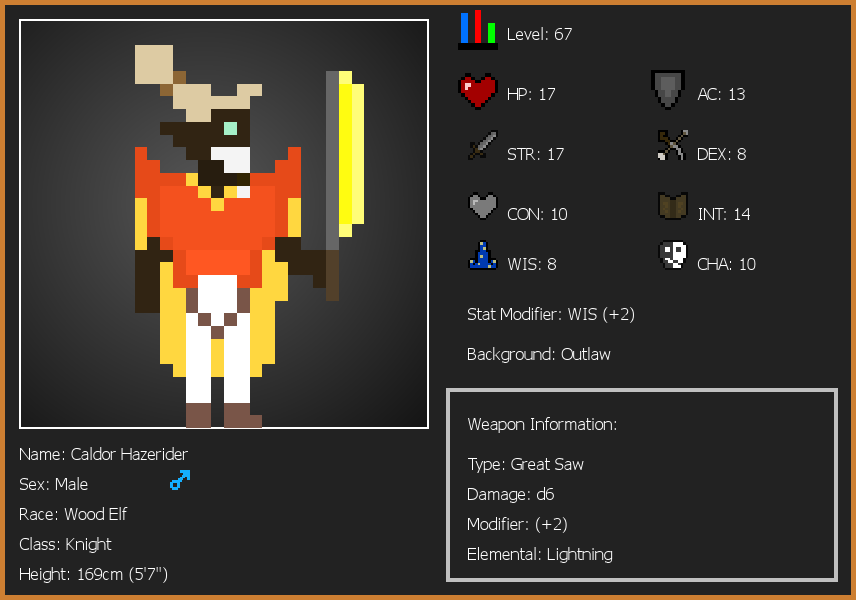 Level: 67
HP: 17
AC: 13
STR: 17
DEX: 8
CON: 10
INT: 14
WIS: 8
CHA: 10
Stat Modifier: WIS (+2)
Background: Outlaw
Weapon Information:
Type: Great Saw
Damage: d6
Modifier: (+2)
Elemental: Lightning
Name: Caldor Hazerider
Sex: Male
Race: Wood Elf
Class: Knight
Height: 169cm (5'7")